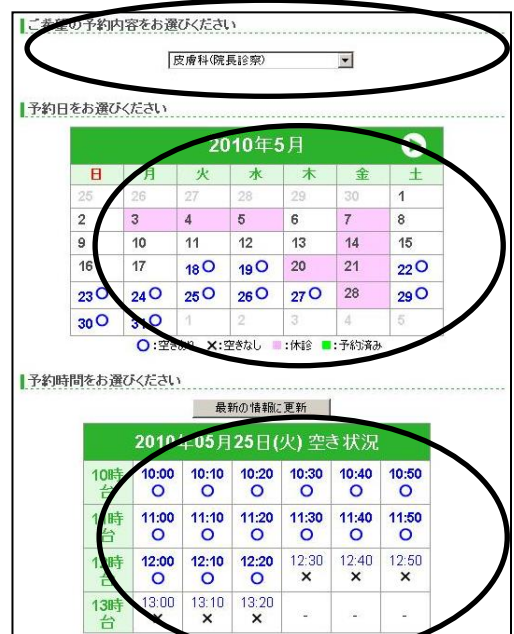 ご希望の予約内容をお選びください
皮膚科(院長診察)
予約日をお選びください
2010年5月
日 月 火 水 木 金 土
25 26 27 28 29 30 1
2 3 4 5 6 7 8
9 10 11 12 13 14 15
16 17 18○ 19○ 20 21 22○
23○ 24○ 25○ 26○ 27○ 28 29○
30○ 31○ 1 2 3 4 5
○:空きあり ×:空きなし ■:休診 ■:予約済み
予約時間をお選びください
最新の情報に更新
2010年05月25日(火) 空き状況
10時台 10:00 10:10 10:20 10:30 10:40 10:50
○ ○ ○ ○ ○ ○
11時台 11:00 11:10 11:20 11:30 11:40 11:50
○ ○ ○ ○ ○ ○
12時台 12:00 12:10 12:20 12:30 12:40 12:50
○ ○ ○ × × ×
13時台 13:00 13:10 13:20 - - -
× × ×